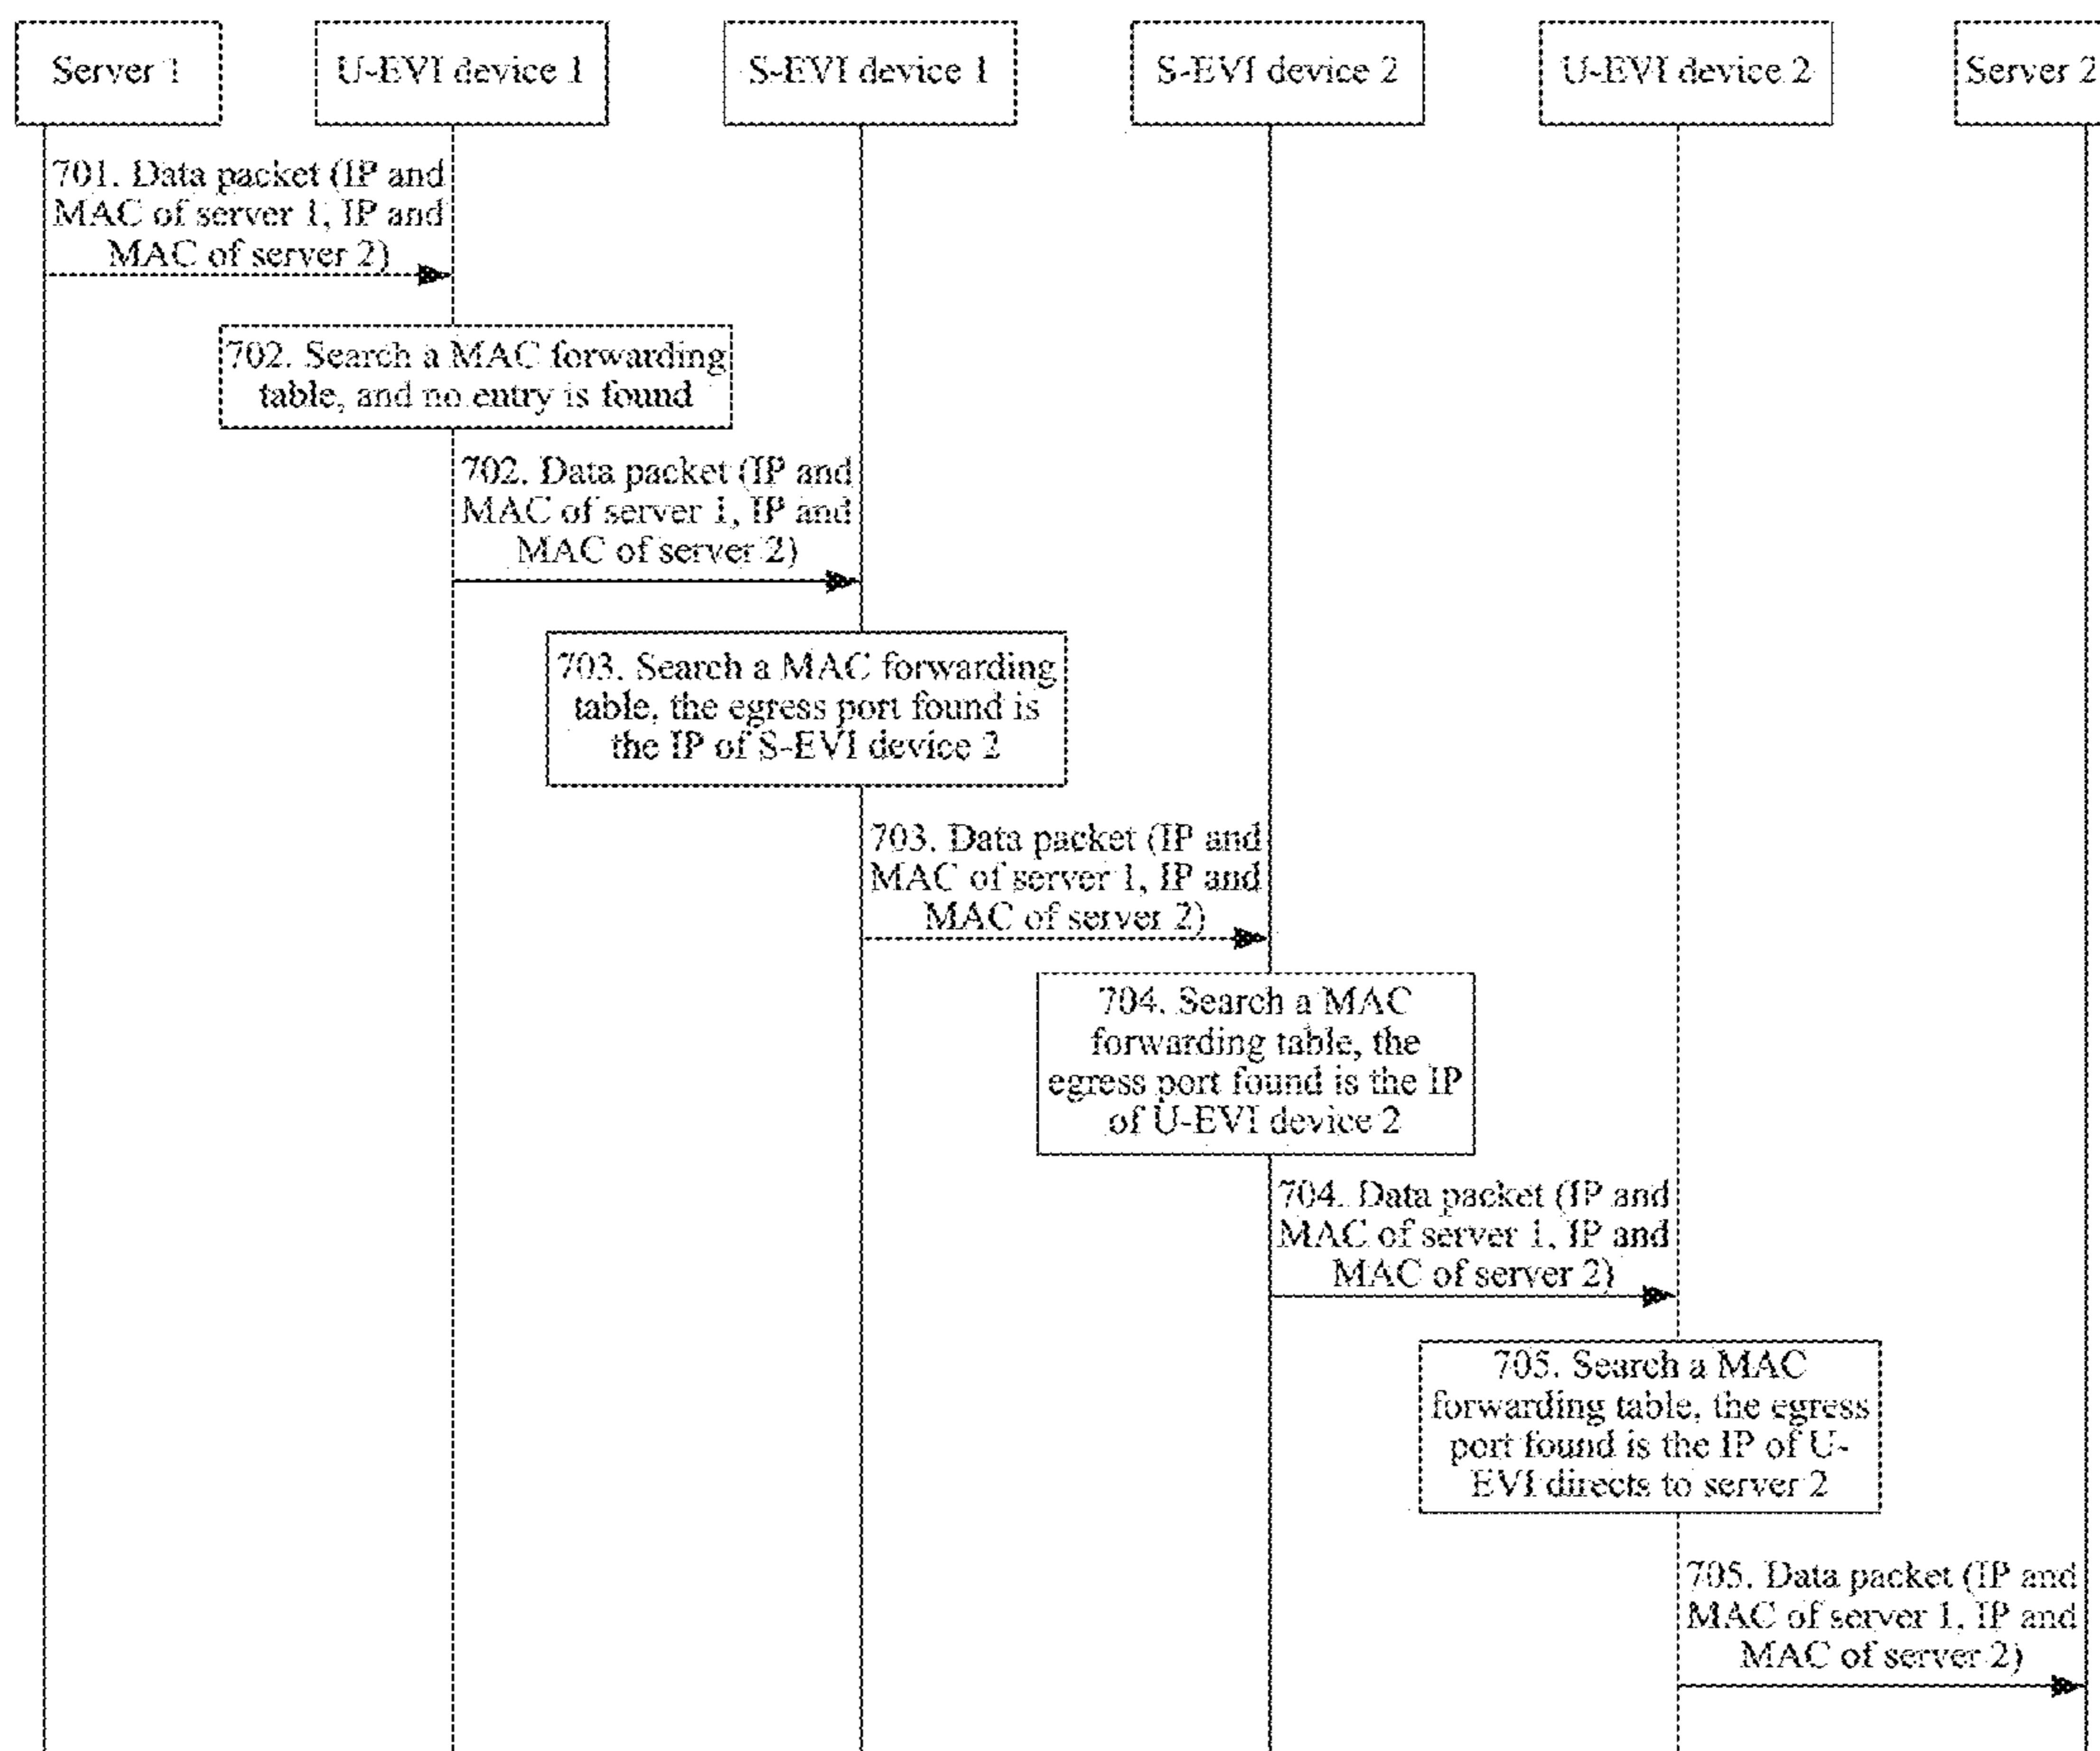 Server 1
U-EVI device 1
S-EVI device 1
S-EVI device 2
U-EVI device 2
Server 2
701. Data packet (IP and
MAC of server 1, IP and
MAC of server 2)
702. Search a MAC forwarding
table, and no entry is found
702. Data packet (IP and
MAC of server 1, IP and
MAC of server 2)
703. Search a MAC forwarding
table, the egress port found is
the IP of S-EVI device 2
703. Data packet (IP and
MAC of server 1, IP and
MAC of server 2)
704. Search a MAC
forwarding table, the
egress port found is the IP
of U-EVI device 2
704. Data packet (IP and
MAC of server 1, IP and
MAC of server 2)
705. Search a MAC
forwarding table, the egress
port found is the IP of U-
EVI directs to server 2
705. Data packet (IP and
MAC of server 1, IP and
MAC of server 2)